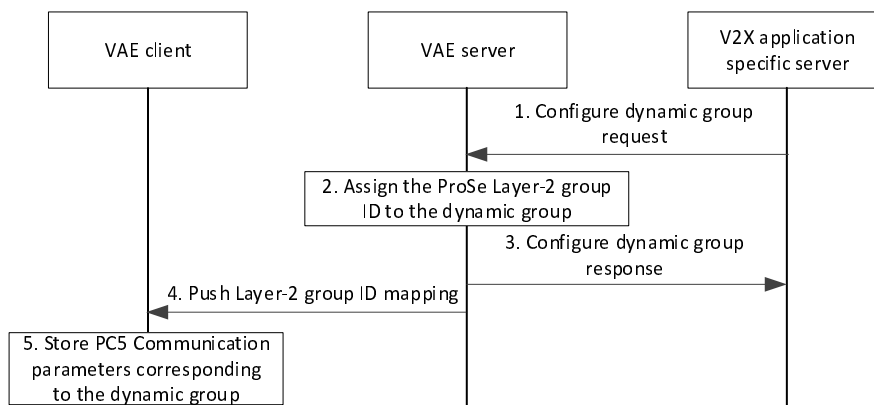 VAE client
VAE server
V2X application
specific server
1. Configure dynamic group
request
2. Assign the ProSe Layer-2 group
ID to the dynamic group
3. Configure dynamic group
response
4. Push Layer-2 group ID mapping
5. Store PC5 Communication
parameters corresponding
to the dynamic group